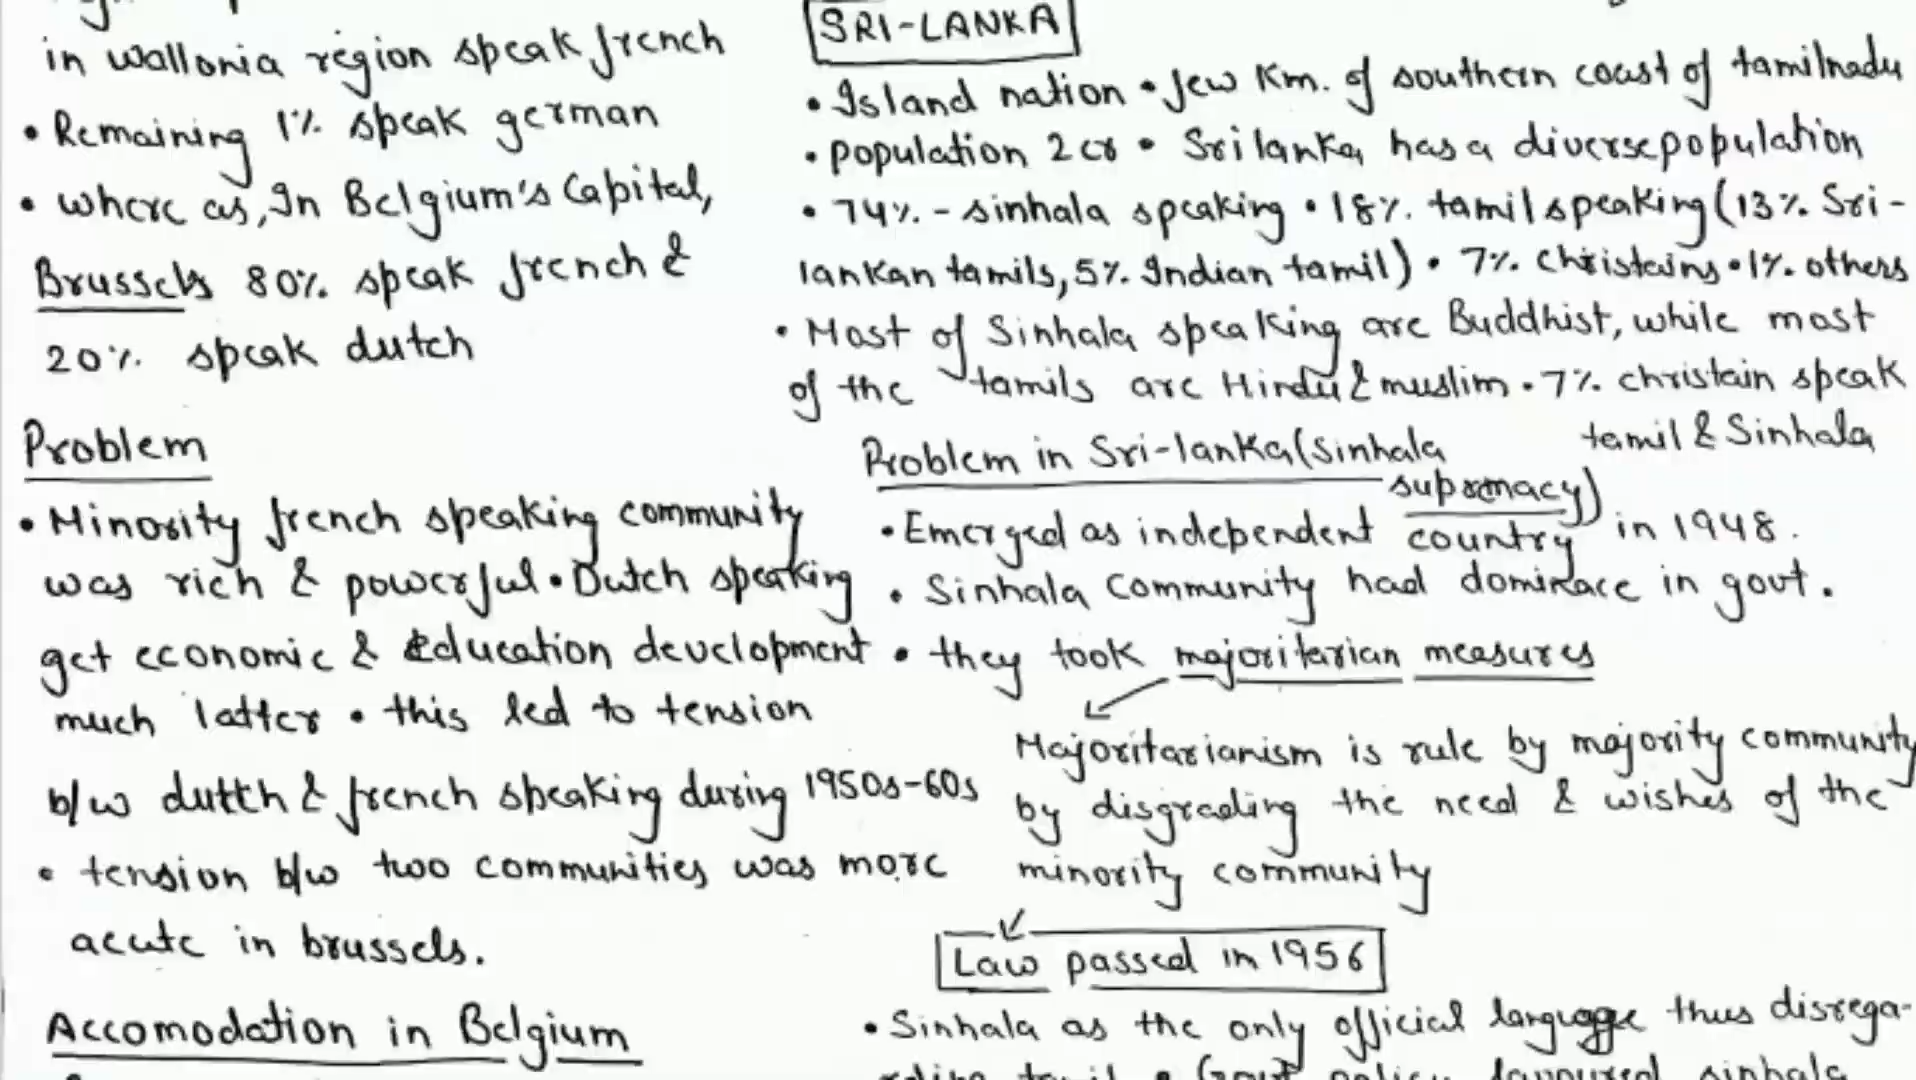 in wallonia region speak french
• Remaining 1% speak german
• where as, In Belgium's Capital,
Brussels 80% speak french &
20% speak dutch
Problem
• Minority french speaking community
was rich & powerful • Dutch speaking
get economic & education development
much latter • this led to tension
b/w dutch & french speaking during 1950s-60s
• tension b/w two communities was more
acute in brussels.
Accomodation in Belgium
SRI-LANKA
• Island nation • few Km. of southern coast of tamilnadu
• population 2cr • Srilanka has a diverse population
• 74% - sinhala speaking • 18% tamil speaking (13% Sri-
lankan tamils, 5% Indian tamil) • 7% christains • 1% others
• Most of Sinhala speaking are Buddhist, while most
of the tamils are Hindu & muslim • 7% christain speak
tamil & Sinhala
Problem in Sri-lanka (Sinhala
supremacy)
• Emerged as independent country in 1948.
• Sinhala Community had dominace in govt.
• they took majoritarian measures
Majoritarianism is rule by majority community
by disgrading the need & wishes of the
minority community
Law passed in 1956
• Sinhala as the only official language thus disrega-
rding tamil • Govt policy favoured sinhala